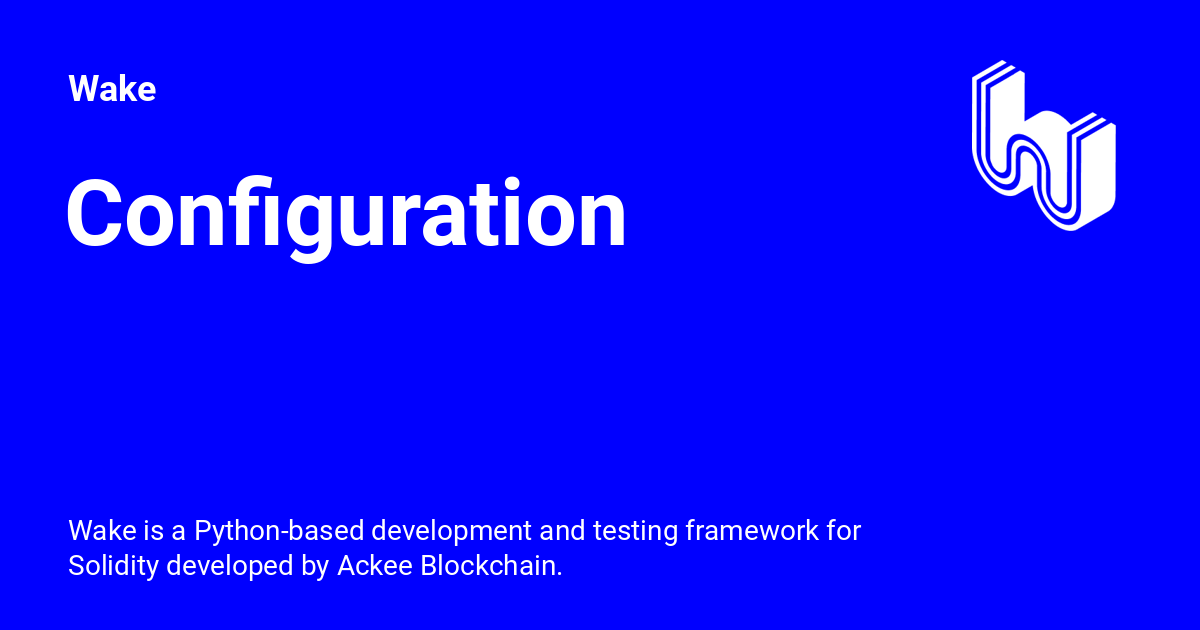 Wake
Configuration
Wake is a Python-based development and testing framework for
Solidity developed by Ackee Blockchain.